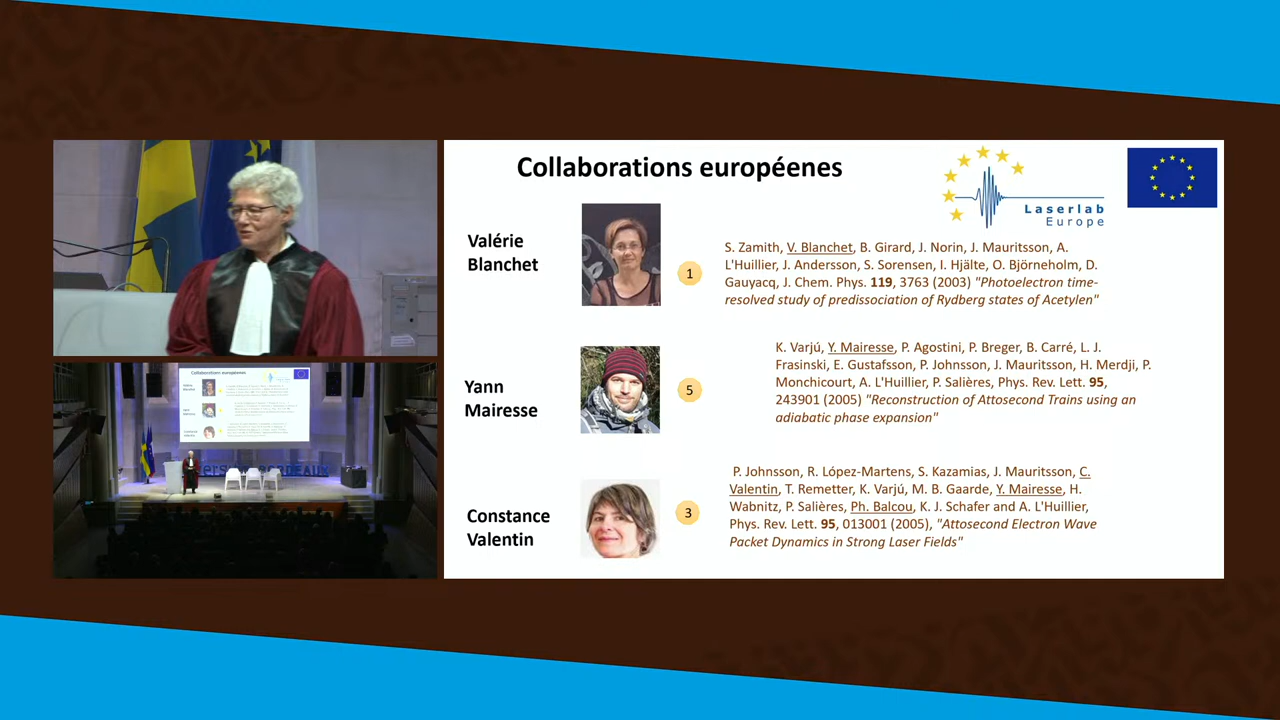 Collaborations européenes
Laserlab
Europe
Valérie
Blanchet
1
S. Zamith, V. Blanchet, B. Girard, J. Norin, J. Mauritsson, A.
L'Huillier, J. Andersson, S. Sorensen, I. Hjälte, O. Björneholm, D.
Gauyacq, J. Chem. Phys. 119, 3763 (2003) "Photoelectron time-
resolved study of predissociation of Rydberg states of Acetylen"
Yann
Mairesse
5
K. Varjú, Y. Mairesse, P. Agostini, P. Breger, B. Carré, L. J.
Frasinski, E. Gustafsson, P. Johnsson, J. Mauritsson, H. Merdji, P.
Monchicourt, A. L'Huillier, P. Salières, Phys. Rev. Lett. 95,
243901 (2005) "Reconstruction of Attosecond Trains using an
adiabatic phase expansion"
Constance
Valentin
3
P. Johnsson, R. López-Martens, S. Kazamias, J. Mauritsson, C.
Valentin, T. Remetter, K. Varjú, M. B. Gaarde, Y. Mairesse, H.
Wabnitz, P. Salières, Ph. Balcou, K. J. Schafer and A. L'Huillier,
Phys. Rev. Lett. 95, 013001 (2005), "Attosecond Electron Wave
Packet Dynamics in Strong Laser Fields"
Collaborations européenes